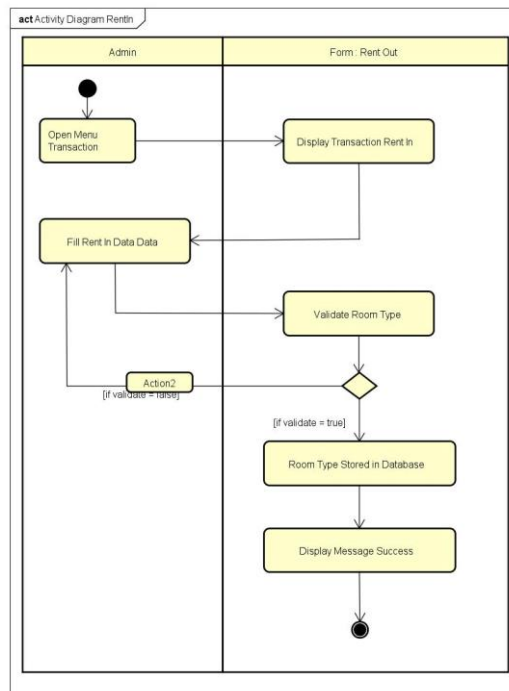 act Activity Diagram RentIn
Admin
Form : Rent Out
Open Menu
Transaction
Display Transaction Rent In
Fill Rent In Data Data
Validate Room Type
Action2
[if validate = false]
[if validate = true]
Room Type Stored in Database
Display Message Success